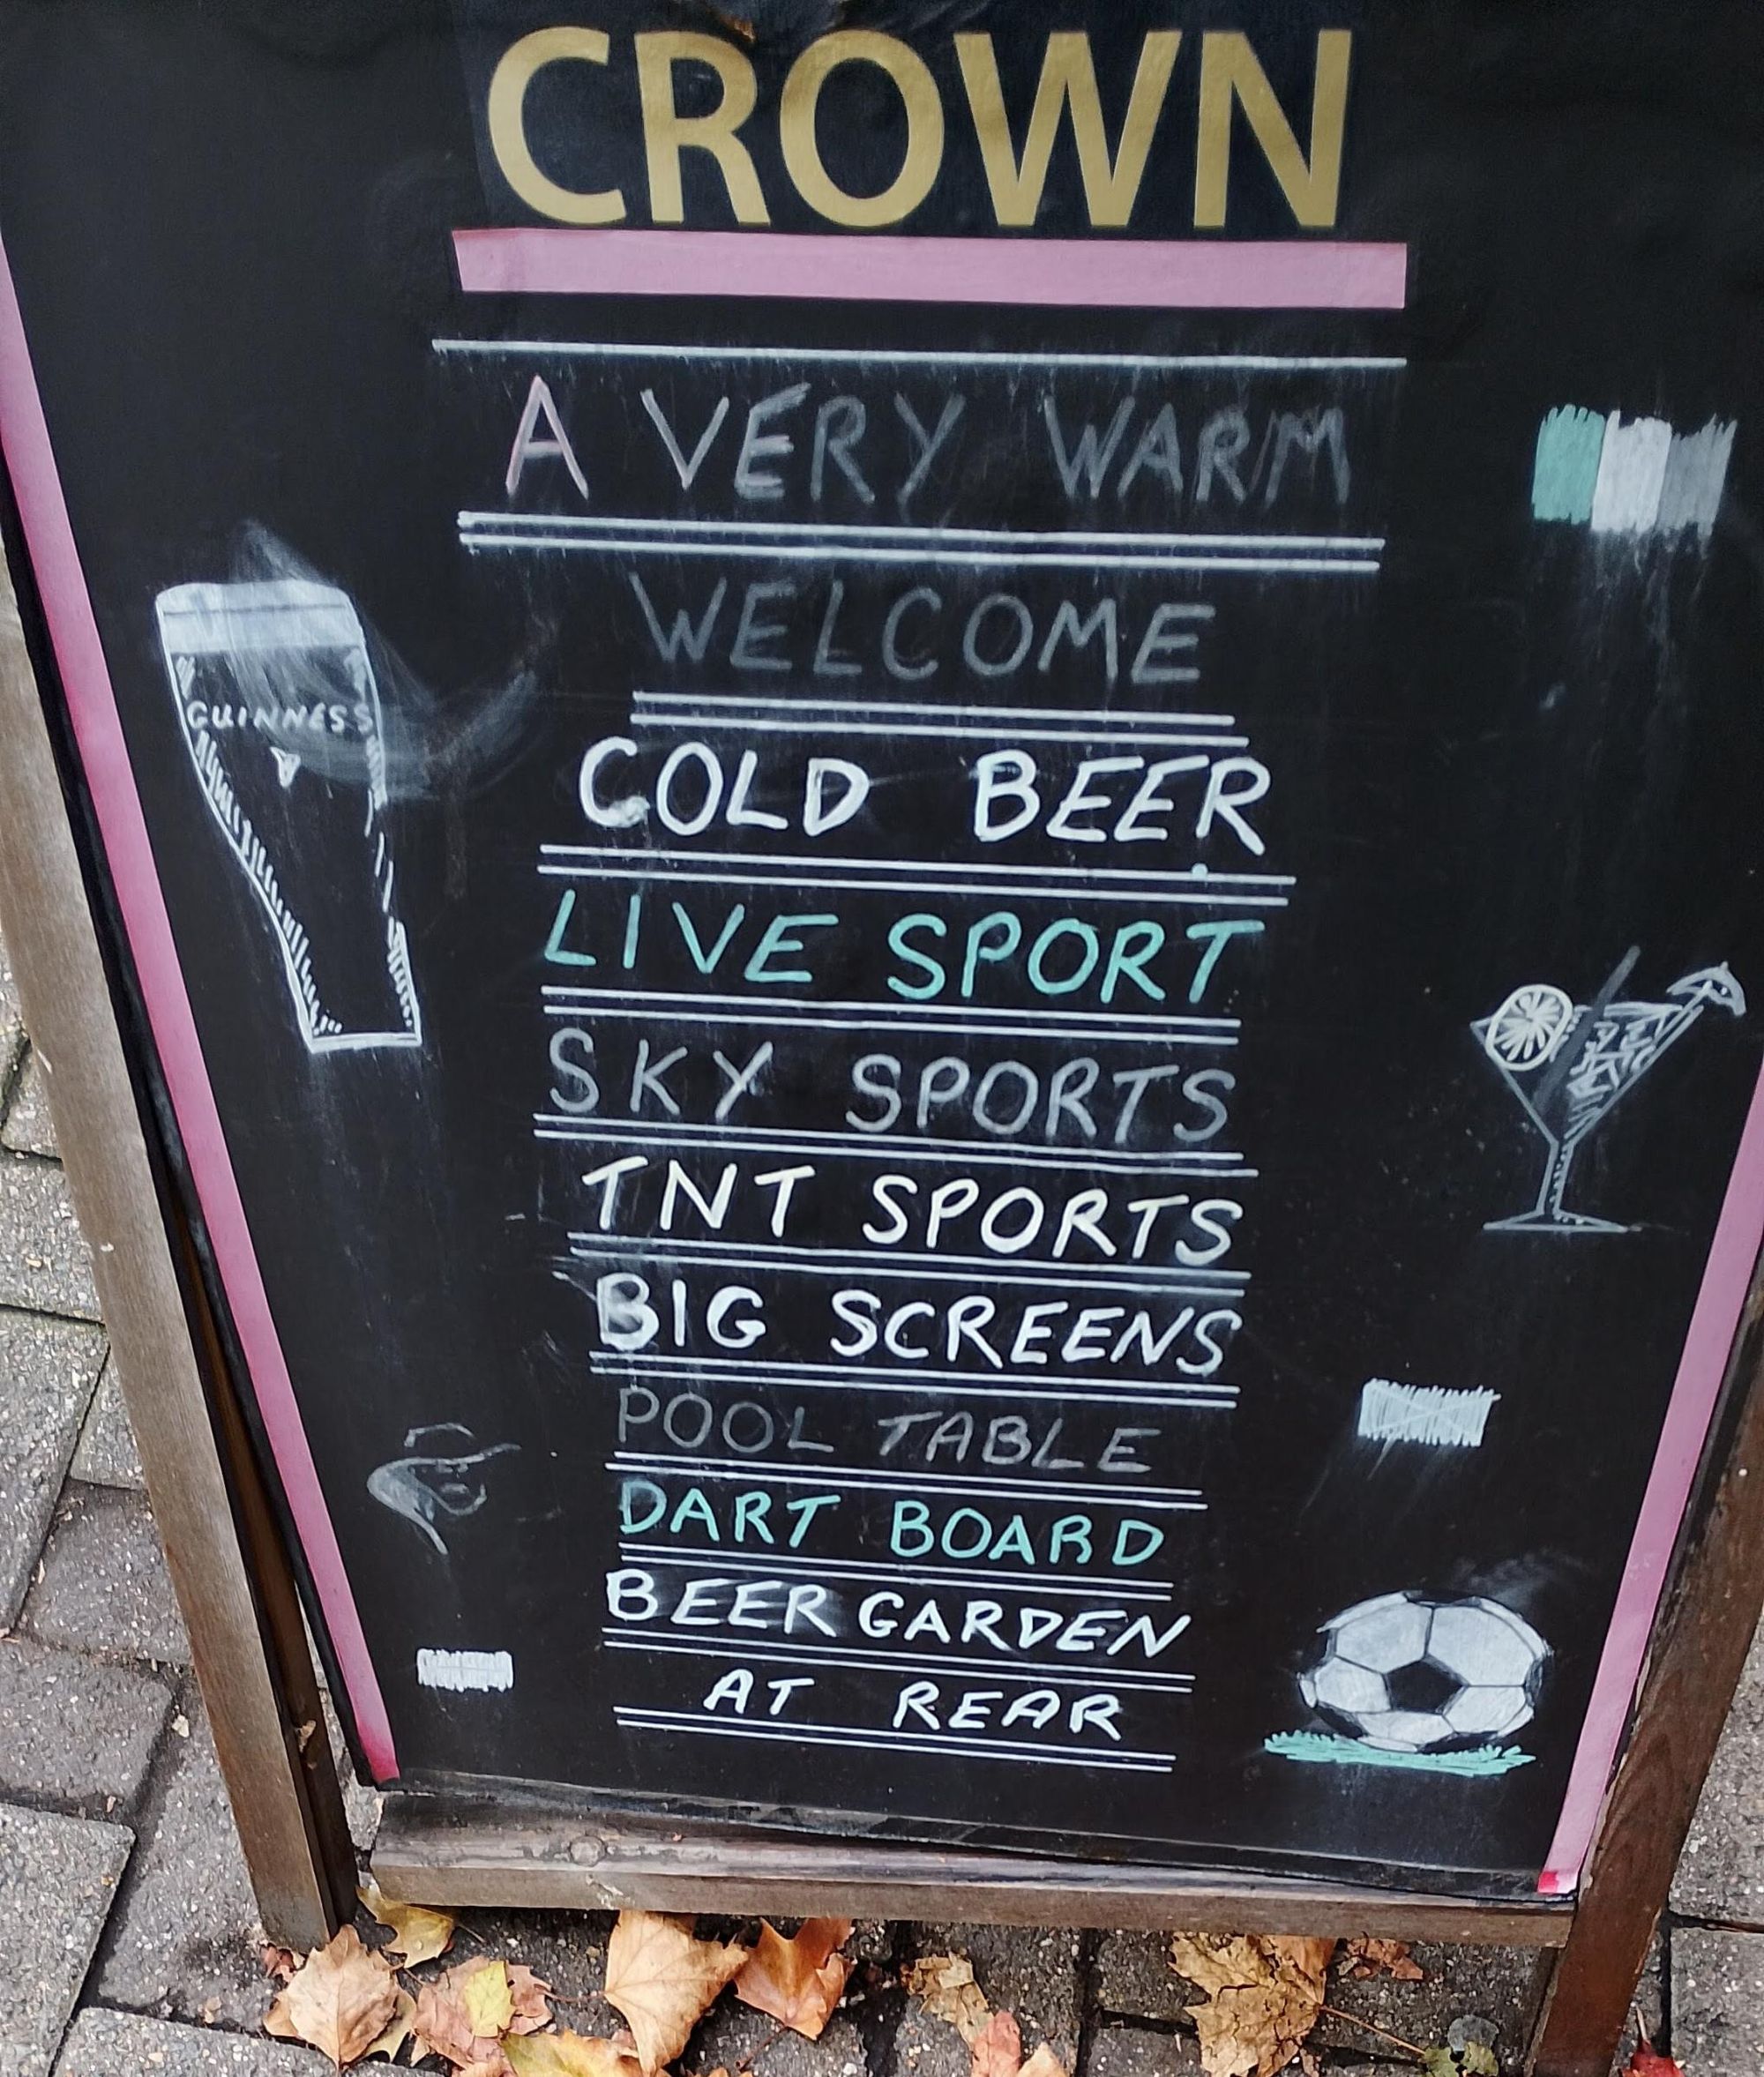 CROWN
A VERY WARM
WELCOME
GUINNESS
COLD BEER
LIVE SPORT
SKY SPORTS
TNT SPORTS
BIG SCREENS
POOL TABLE
DART BOARD
BEER GARDEN
AT REAR